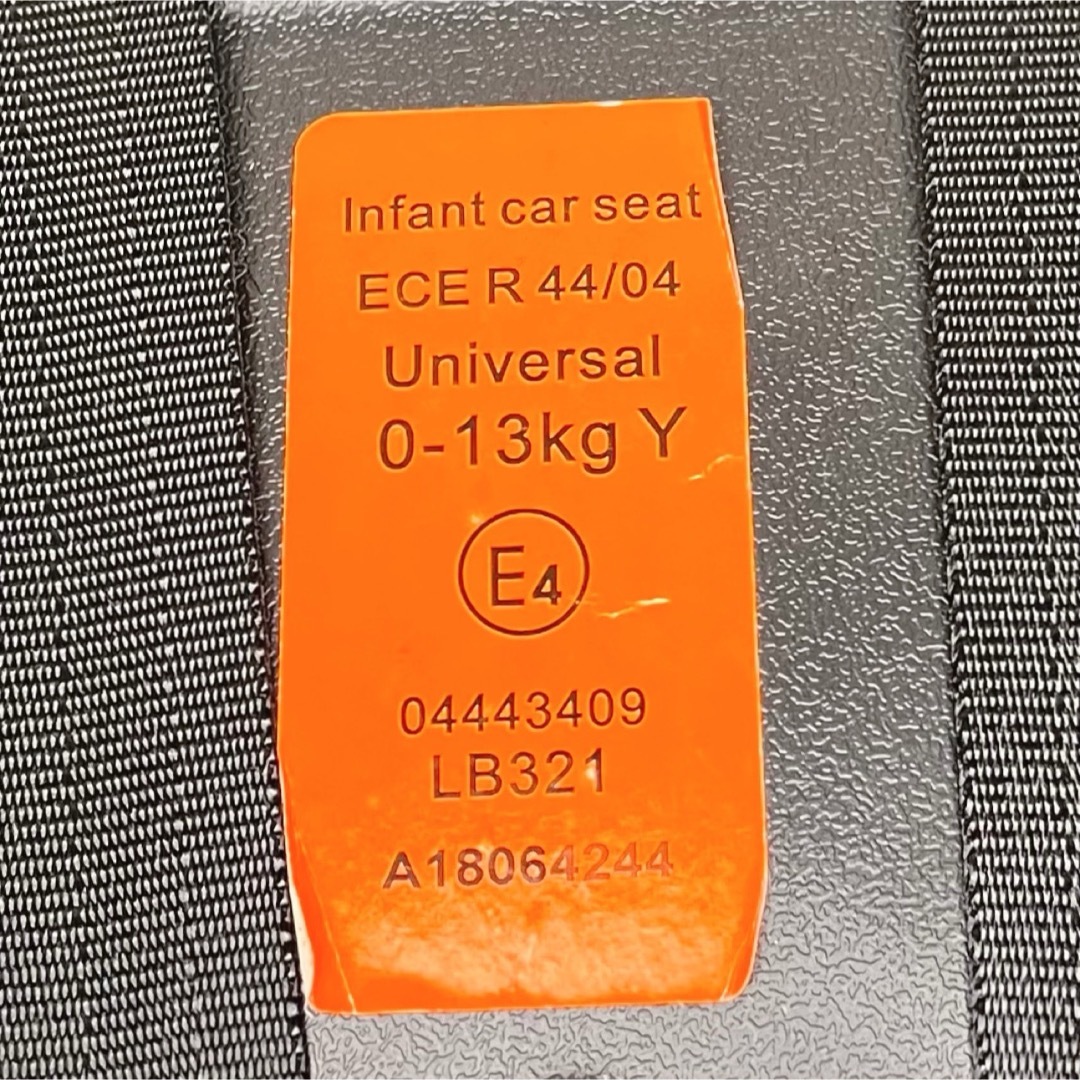 Infant car seat
ECE R 44/04
Universal
0-13kg Y
E4
04443409
LB321
A18064244